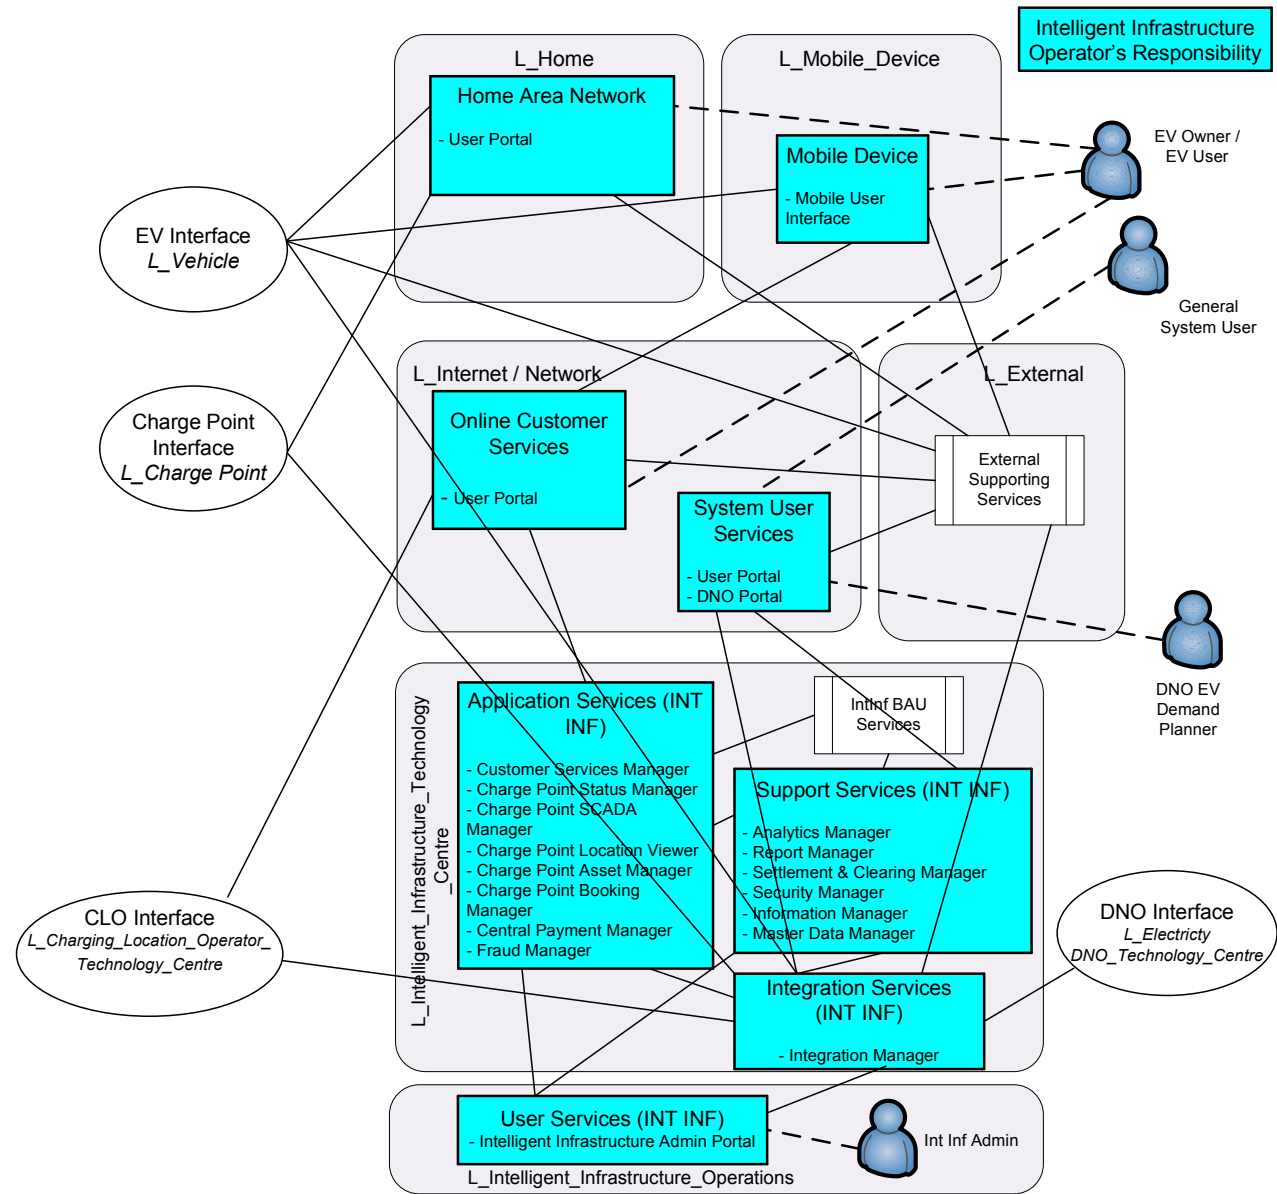 Intelligent Infrastructure
Operator's Responsibility
L_Home
L_Mobile_Device
Home Area Network
- User Portal
Mobile Device
- Mobile User
Interface
EV Owner /
EV User
EV Interface
L_Vehicle
General
System User
L_Internet / Network
L_External
Charge Point
Interface
L_Charge Point
Online Customer
Services
- User Portal
External
Supporting
Services
System User
Services
- User Portal
- DNO Portal
DNO EV
Demand
Planner
L_Intelligent_Infrastructure_Technology
_Centre
Application Services (INT
INF)
- Customer Services Manager
- Charge Point Status Manager
- Charge Point SCADA
Manager
- Charge Point Location Viewer
- Charge Point Asset Manager
- Charge Point Booking
Manager
- Central Payment Manager
- Fraud Manager
IntInf BAU
Services
Support Services (INT INF)
- Analytics Manager
- Report Manager
- Settlement & Clearing Manager
- Security Manager
- Information Manager
- Master Data Manager
CLO Interface
L_Charging_Location_Operator_
Technology_Centre
DNO Interface
L_Electricty
DNO_Technology_Centre
Integration Services
(INT INF)
- Integration Manager
User Services (INT INF)
- Intelligent Infrastructure Admin Portal
Int Inf Admin
L_Intelligent_Infrastructure_Operations